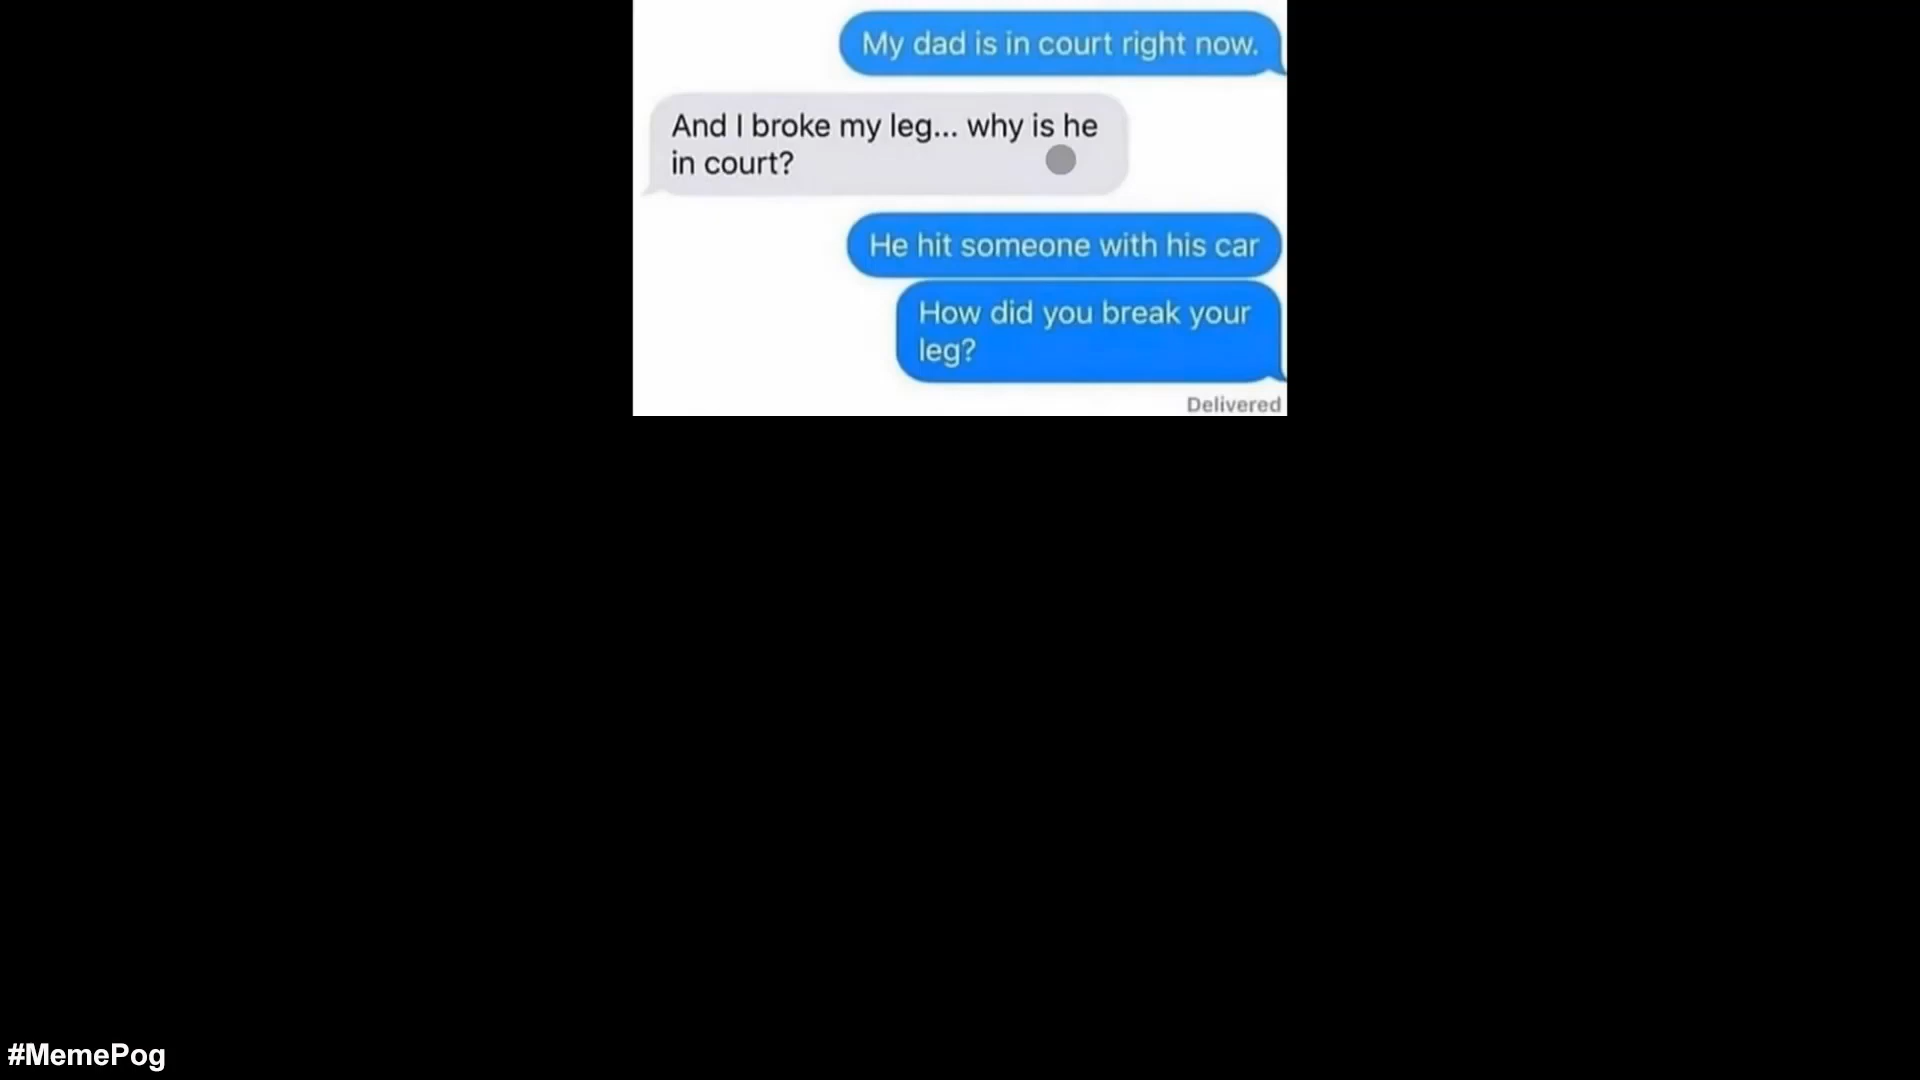 My dad is in court right now.
And I broke my leg... why is he
in court?
He hit someone with his car
How did you break your
leg?
Delivered
#MemePog